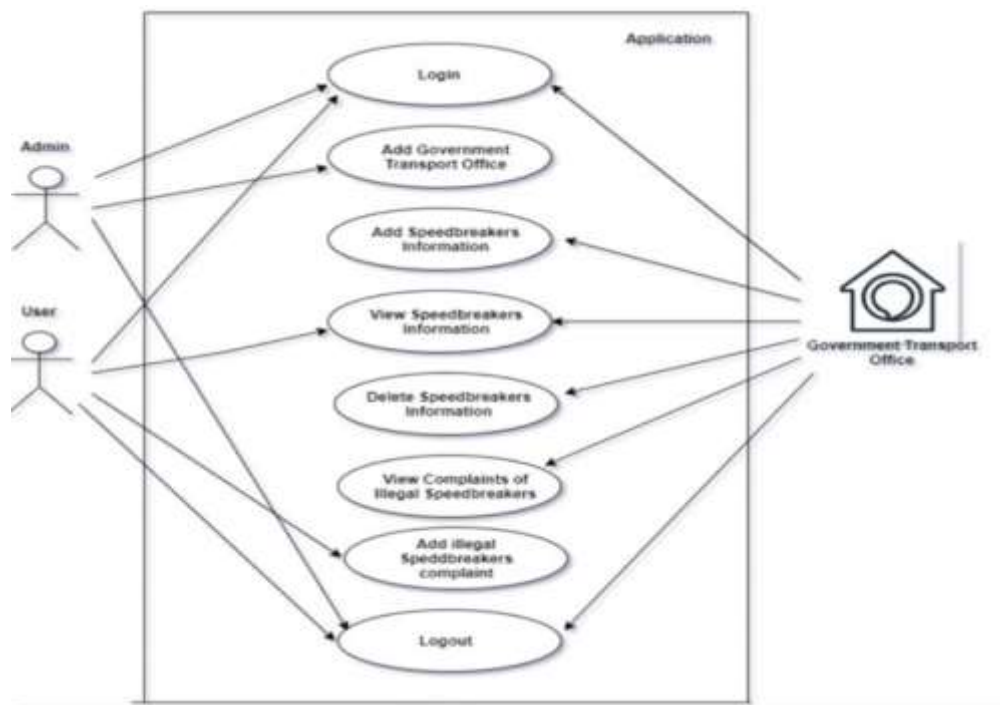 Application
Login
Admin
Add Government
Transport Office
Add Speedbreakers
Information
User
View Speedbreakers
Information
Government Transport
Office
Delete Speedbreakers
Information
View Complaints of
Illegal Speedbreakers
Add illegal
Speddbreakers
complaint
Logout